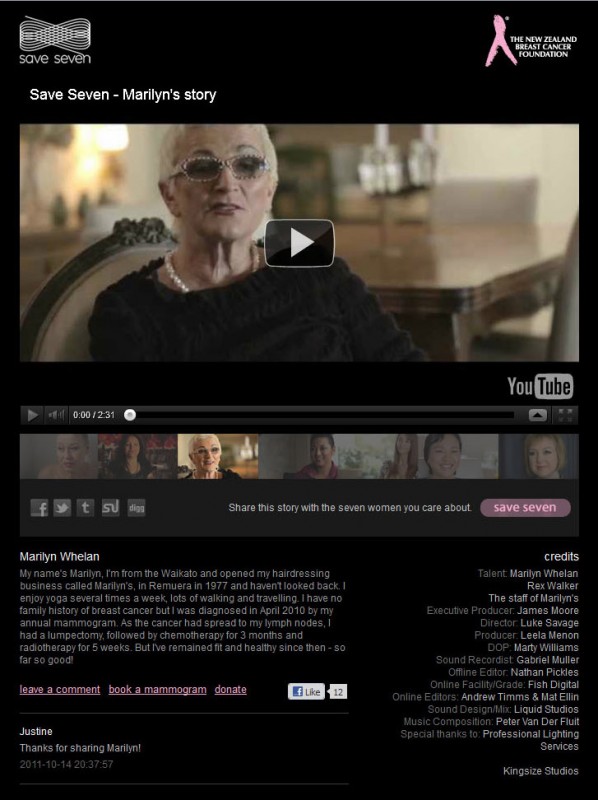 save seven
THE NEW ZEALAND
BREAST CANCER
FOUNDATION
Save Seven - Marilyn's story
YouTube
0:00 / 2:31
f
t
digg
Share this story with the seven women you care about.
save seven
Marilyn Whelan
My name's Marilyn, I'm from the Waikato and opened my hairdressing
business called Marilyn's, in Remuera in 1977 and haven't looked back. I
enjoy yoga several times a week, lots of walking and travelling. I have no
family history of breast cancer but I was diagnosed in April 2010 by my
annual mammogram. As the cancer had spread to my lymph nodes, I
had a lumpectomy, followed by chemotherapy for 3 months and
radiotherapy for 5 weeks. But I've remained fit and healthy since then - so
far so good!
leave a comment book a mammogram donate
f Like 12
Justine
Thanks for sharing Marilyn!
2011-10-14 20:37:57
credits
Talent: Marilyn Whelan
Rex Walker
The staff of Marilyn's
Executive Producer: James Moore
Director: Luke Savage
Producer: Leela Menon
DOP: Marty Williams
Sound Recordist: Gabriel Muller
Offline Editor: Nathan Pickles
Online Facility/Grade: Fish Digital
Online Editors: Andrew Timms & Mat Ellin
Sound Design/Mix: Liquid Studios
Music Composition: Peter Van Der Fluit
Special thanks to: Professional Lighting
Services
Kingsize Studios